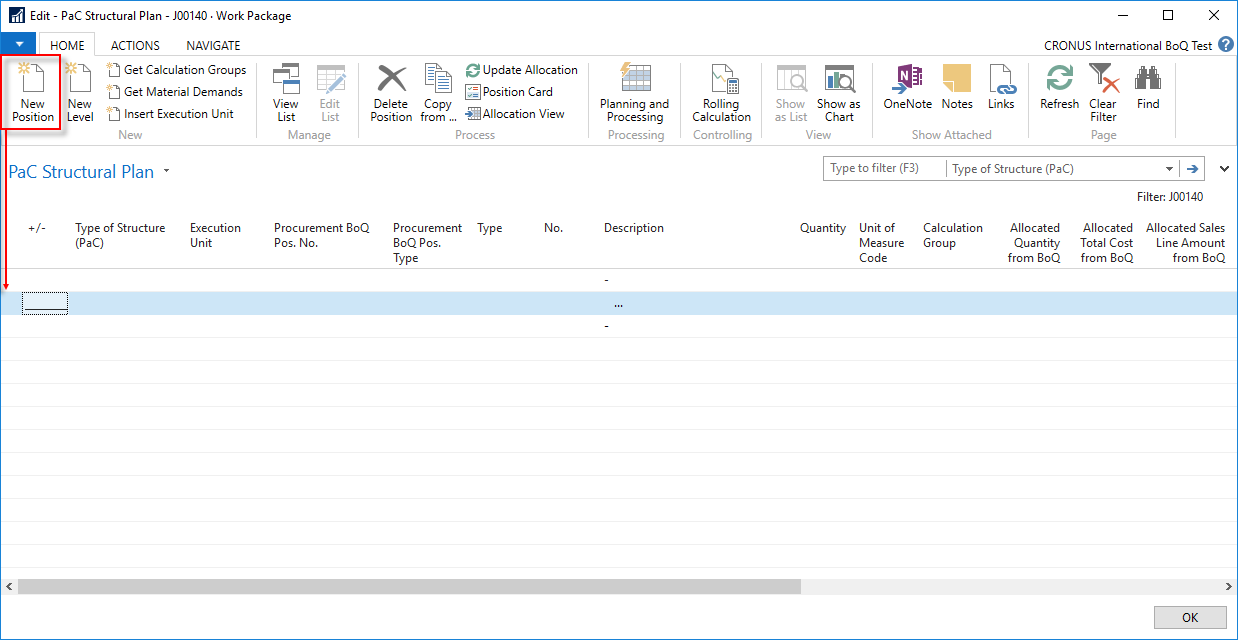 Edit - PaC Structural Plan - J00140 · Work Package
HOME ACTIONS NAVIGATE CRONUS International BoQ Test ?
New Position
New Level
Get Calculation Groups
Get Material Demands
Insert Execution Unit
New
View List
Edit List
Manage
Delete Position
Copy from ...
Update Allocation
Position Card
Allocation View
Process
Planning and Processing
Processing
Rolling Calculation
Controlling
Show as List
Show as Chart
View
OneNote
Notes
Links
Show Attached
Refresh
Clear Filter
Find
Page
PaC Structural Plan
Type to filter (F3) Type of Structure (PaC)
Filter: J00140
+/-
Type of Structure (PaC)
Execution Unit
Procurement BoQ Pos. No.
Procurement BoQ Pos. Type
Type
No.
Description
Quantity
Unit of Measure Code
Calculation Group
Allocated Quantity from BoQ
Allocated Total Cost from BoQ
Allocated Sales Line Amount from BoQ
-
...
-
OK